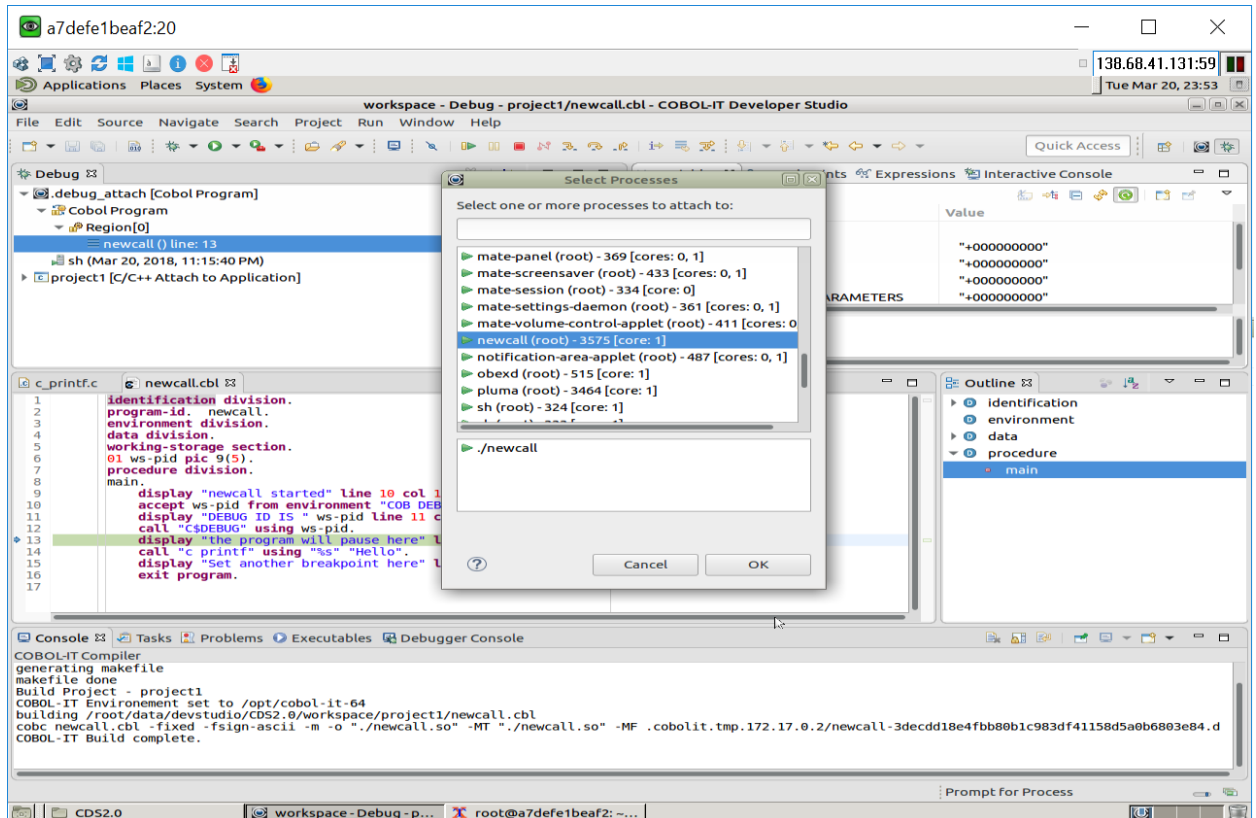 a7defe1beaf2:20
138.68.41.131:59
Applications Places System
Tue Mar 20, 23:53
workspace - Debug - project1/newcall.cbl - COBOL-IT Developer Studio
File Edit Source Navigate Search Project Run Window Help
Quick Access
Debug
.debug_attach [Cobol Program]
Cobol Program
Region[0]
newcall () line: 13
sh (Mar 20, 2018, 11:15:40 PM)
project1 [C/C++ Attach to Application]
Select Processes
Select one or more processes to attach to:
mate-panel (root) - 369 [cores: 0, 1]
mate-screensaver (root) - 433 [cores: 0, 1]
mate-session (root) - 334 [core: 0]
mate-settings-daemon (root) - 361 [cores: 0, 1]
mate-volume-control-applet (root) - 411 [cores: 0
newcall (root) - 3575 [core: 1]
notification-area-applet (root) - 487 [cores: 0, 1]
obexd (root) - 515 [core: 1]
pluma (root) - 3464 [core: 1]
sh (root) - 324 [core: 1]
./newcall
Cancel OK
nts Expressions Interactive Console
Value
"+000000000"
"+000000000"
"+000000000"
RAMETERS "+000000000"
c_printf.c newcall.cbl
1 identification division.
2 program-id. newcall.
3 environment division.
4 data division.
5 working-storage section.
6 01 ws-pid pic 9(5).
7 procedure division.
8 main.
9 display "newcall started" line 10 col 1
10 accept ws-pid from environment "COB DEB
11 display "DEBUG ID IS " ws-pid line 11 c
12 call "C$DEBUG" using ws-pid.
13 display "the program will pause here" l
14 call "c printf" using "%s" "Hello".
15 display "Set another breakpoint here" l
16 exit program.
17
Outline
identification
environment
data
procedure
main
Console Tasks Problems Executables Debugger Console
COBOL-IT Compiler
generating makefile
makefile done
Build Project - project1
COBOL-IT Environement set to /opt/cobol-it-64
building /root/data/devstudio/CDS2.0/workspace/project1/newcall.cbl
cobc newcall.cbl -fixed -fsign-ascii -m -o "./newcall.so" -MT "./newcall.so" -MF .cobolit.tmp.172.17.0.2/newcall-3decdd18e4fbb80b1c983df41158d5a0b6803e84.d
COBOL-IT Build complete.
Prompt for Process
CDS2.0 workspace - Debug - p... root@a7defe1beaf2: ~...